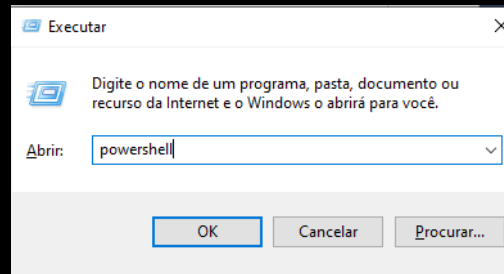 Executar
Digite o nome de um programa, pasta, documento ou
recurso da Internet e o Windows o abrirá para você.
Abrir:
powershell
OK
Cancelar
Procurar...